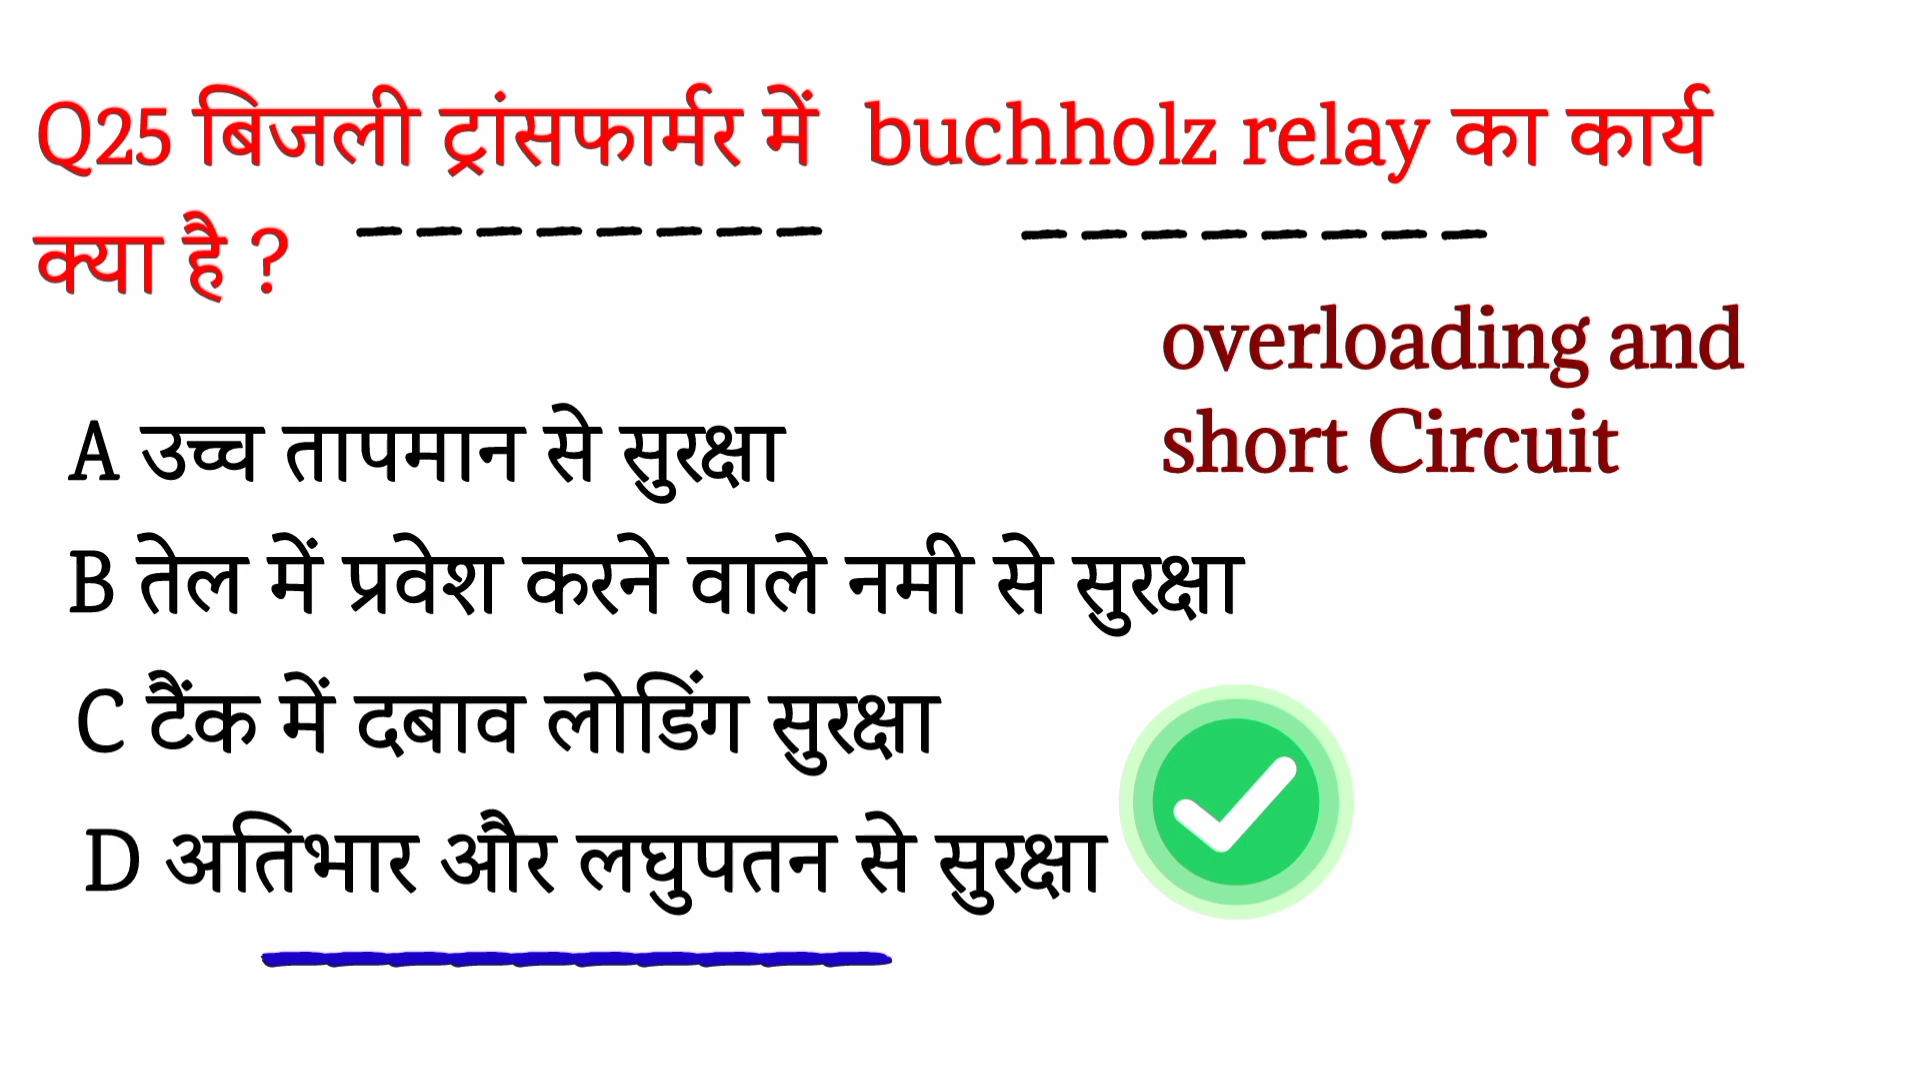 Q25 बिजली ट्रांसफार्मर में buchholz relay का कार्य
क्या है ?
overloading and
short Circuit
A उच्च तापमान से सुरक्षा
B तेल में प्रवेश करने वाले नमी से सुरक्षा
C टैंक में दबाव लोडिंग सुरक्षा
D अतिभार और लघुपतन से सुरक्षा